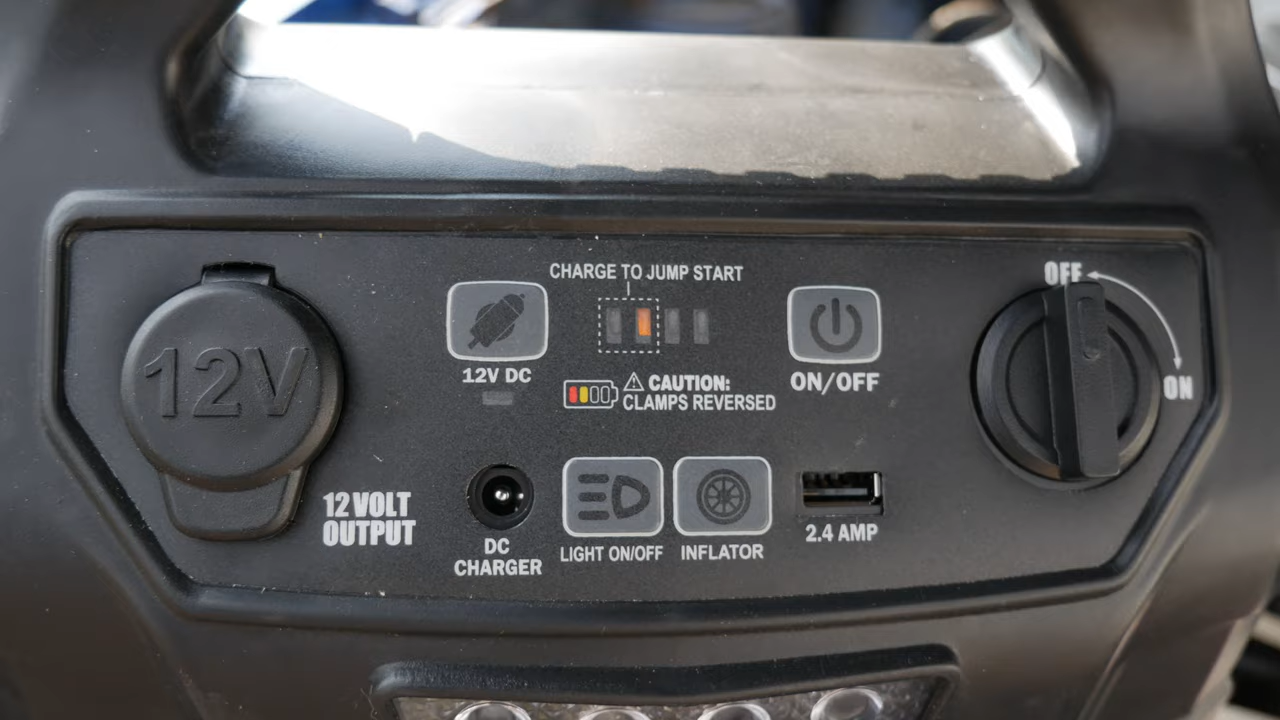 CHARGE TO JUMP START
OFF
12V
12V DC
ON/OFF
ON
⚠ CAUTION:
CLAMPS REVERSED
12 VOLT
OUTPUT
DC
CHARGER
LIGHT ON/OFF
INFLATOR
2.4 AMP